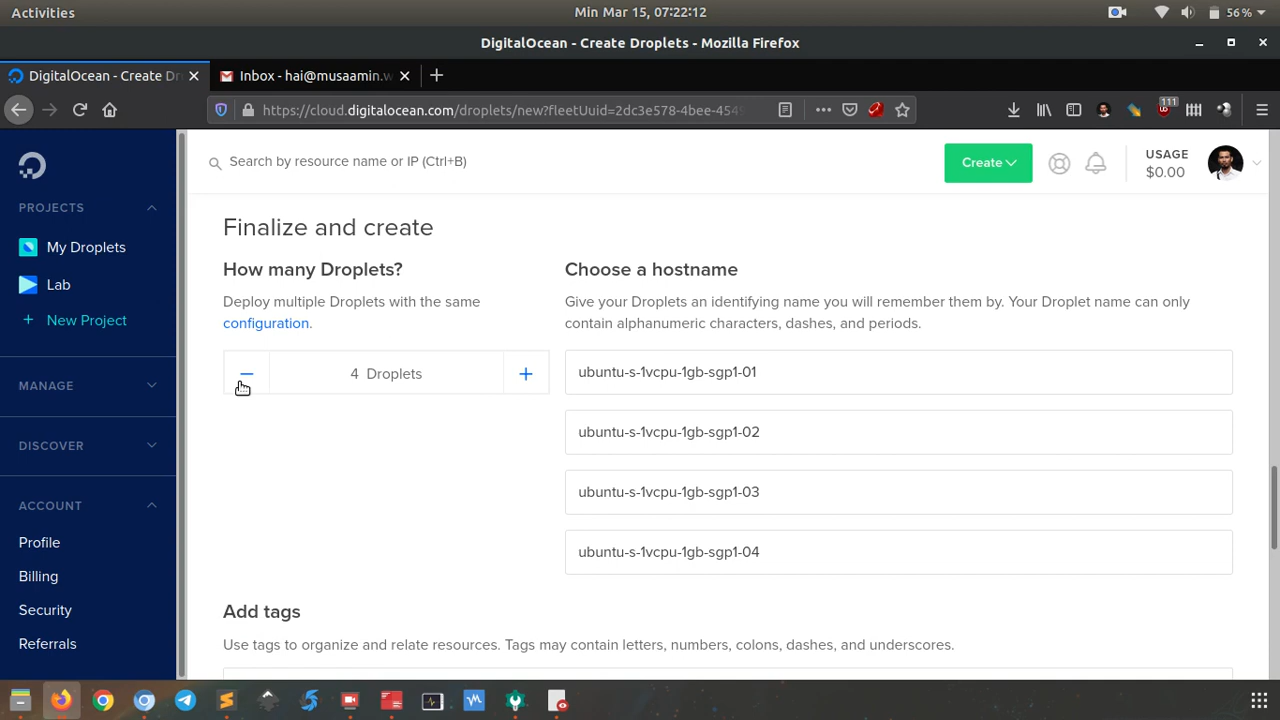 Activities
Min Mar 15, 07:22:12
56 %
DigitalOcean - Create Droplets - Mozilla Firefox
DigitalOcean - Create Dr
Inbox - hai@musaamin.w
https://cloud.digitalocean.com/droplets/new?fleetUuid=2dc3e578-4bee-454
111
Search by resource name or IP (Ctrl+B)
Create
USAGE
$0.00
PROJECTS
My Droplets
Lab
+ New Project
MANAGE
DISCOVER
ACCOUNT
Profile
Billing
Security
Referrals
Finalize and create
How many Droplets?
Deploy multiple Droplets with the same
configuration.
4 Droplets
Choose a hostname
Give your Droplets an identifying name you will remember them by. Your Droplet name can only
contain alphanumeric characters, dashes, and periods.
ubuntu-s-1vcpu-1gb-sgp1-01
ubuntu-s-1vcpu-1gb-sgp1-02
ubuntu-s-1vcpu-1gb-sgp1-03
ubuntu-s-1vcpu-1gb-sgp1-04
Add tags
Use tags to organize and relate resources. Tags may contain letters, numbers, colons, dashes, and underscores.